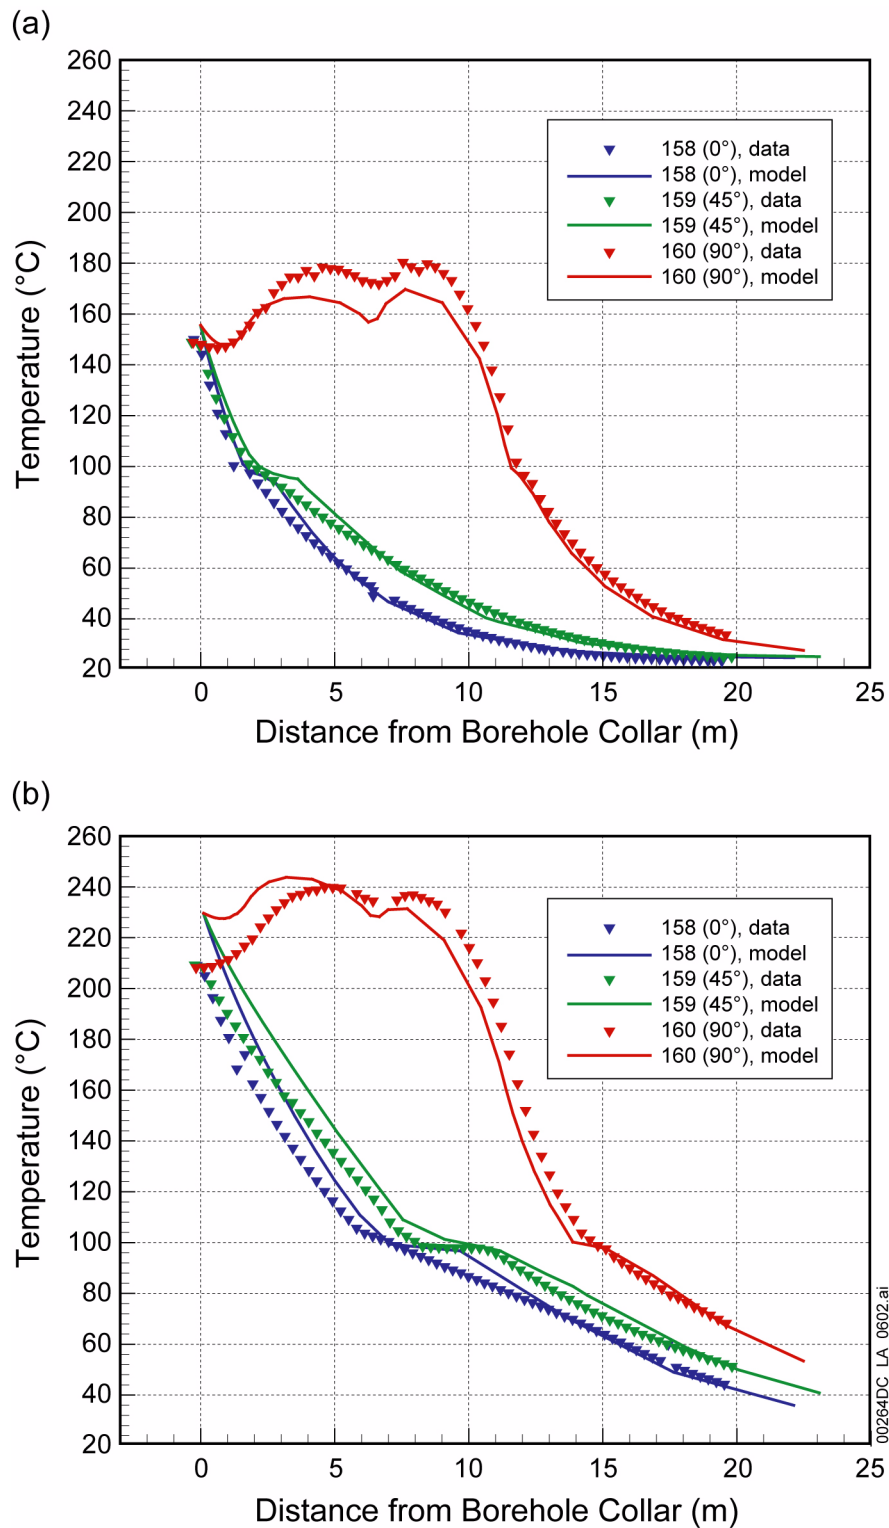 (a)
260
240
220
200
180
160
140
120
100
80
60
40
20
Temperature (°C)
158 (0°), data
158 (0°), model
159 (45°), data
159 (45°), model
160 (90°), data
160 (90°), model
0 5 10 15 20 25
Distance from Borehole Collar (m)
(b)
260
240
220
200
180
160
140
120
100
80
60
40
20
Temperature (°C)
158 (0°), data
158 (0°), model
159 (45°), data
159 (45°), model
160 (90°), data
160 (90°), model
0 5 10 15 20 25
Distance from Borehole Collar (m)
00264DC_LA_0602.ai